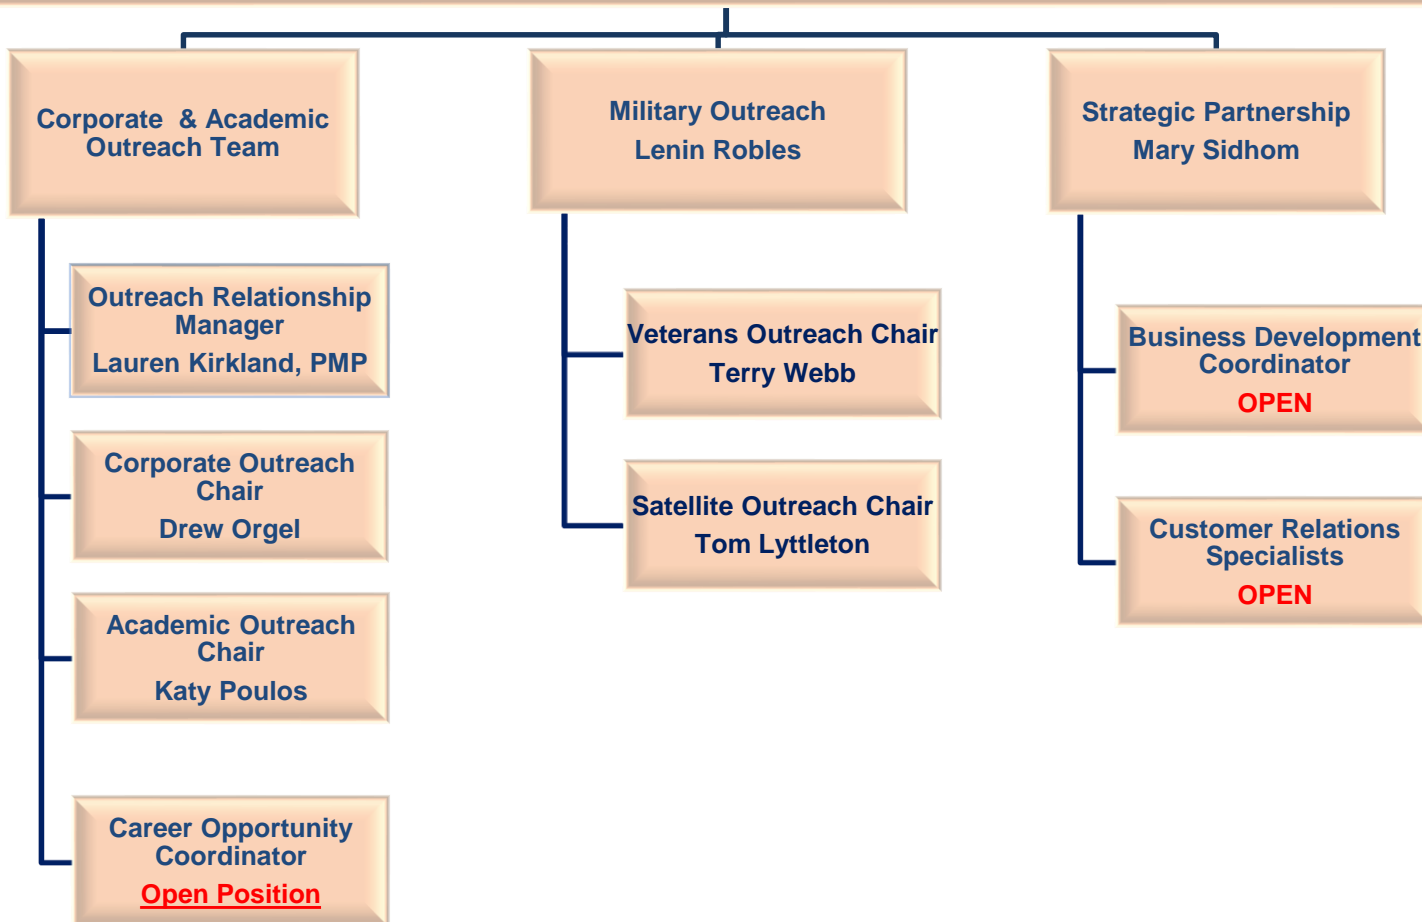 Corporate & Academic
Outreach Team
Outreach Relationship
Manager
Lauren Kirkland, PMP
Corporate Outreach
Chair
Drew Orgel
Academic Outreach
Chair
Katy Poulos
Career Opportunity
Coordinator
Open Position
Military Outreach
Lenin Robles
Veterans Outreach Chair
Terry Webb
Satellite Outreach Chair
Tom Lyttleton
Strategic Partnership
Mary Sidhom
Business Development
Coordinator
OPEN
Customer Relations
Specialists
OPEN